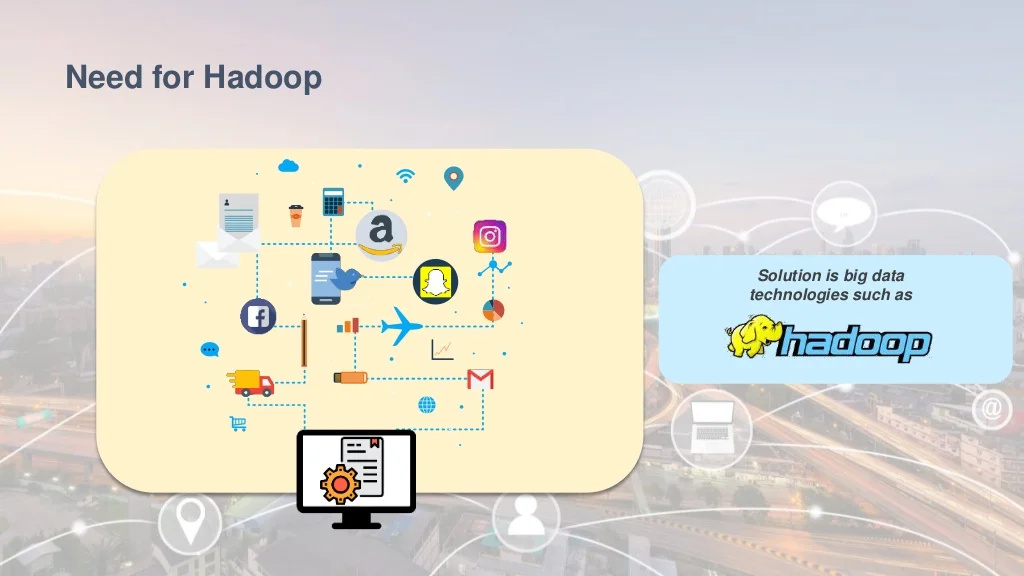 Need for Hadoop
a
Solution is big data
technologies such as
hadoop
@